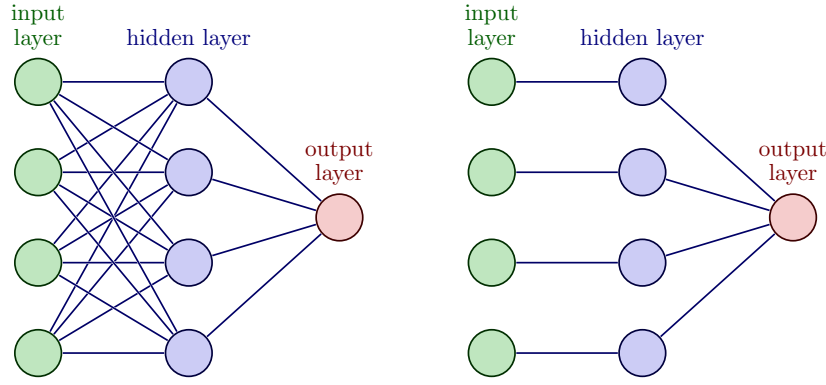 input
layer
hidden layer
output
layer
input
layer
hidden layer
output
layer